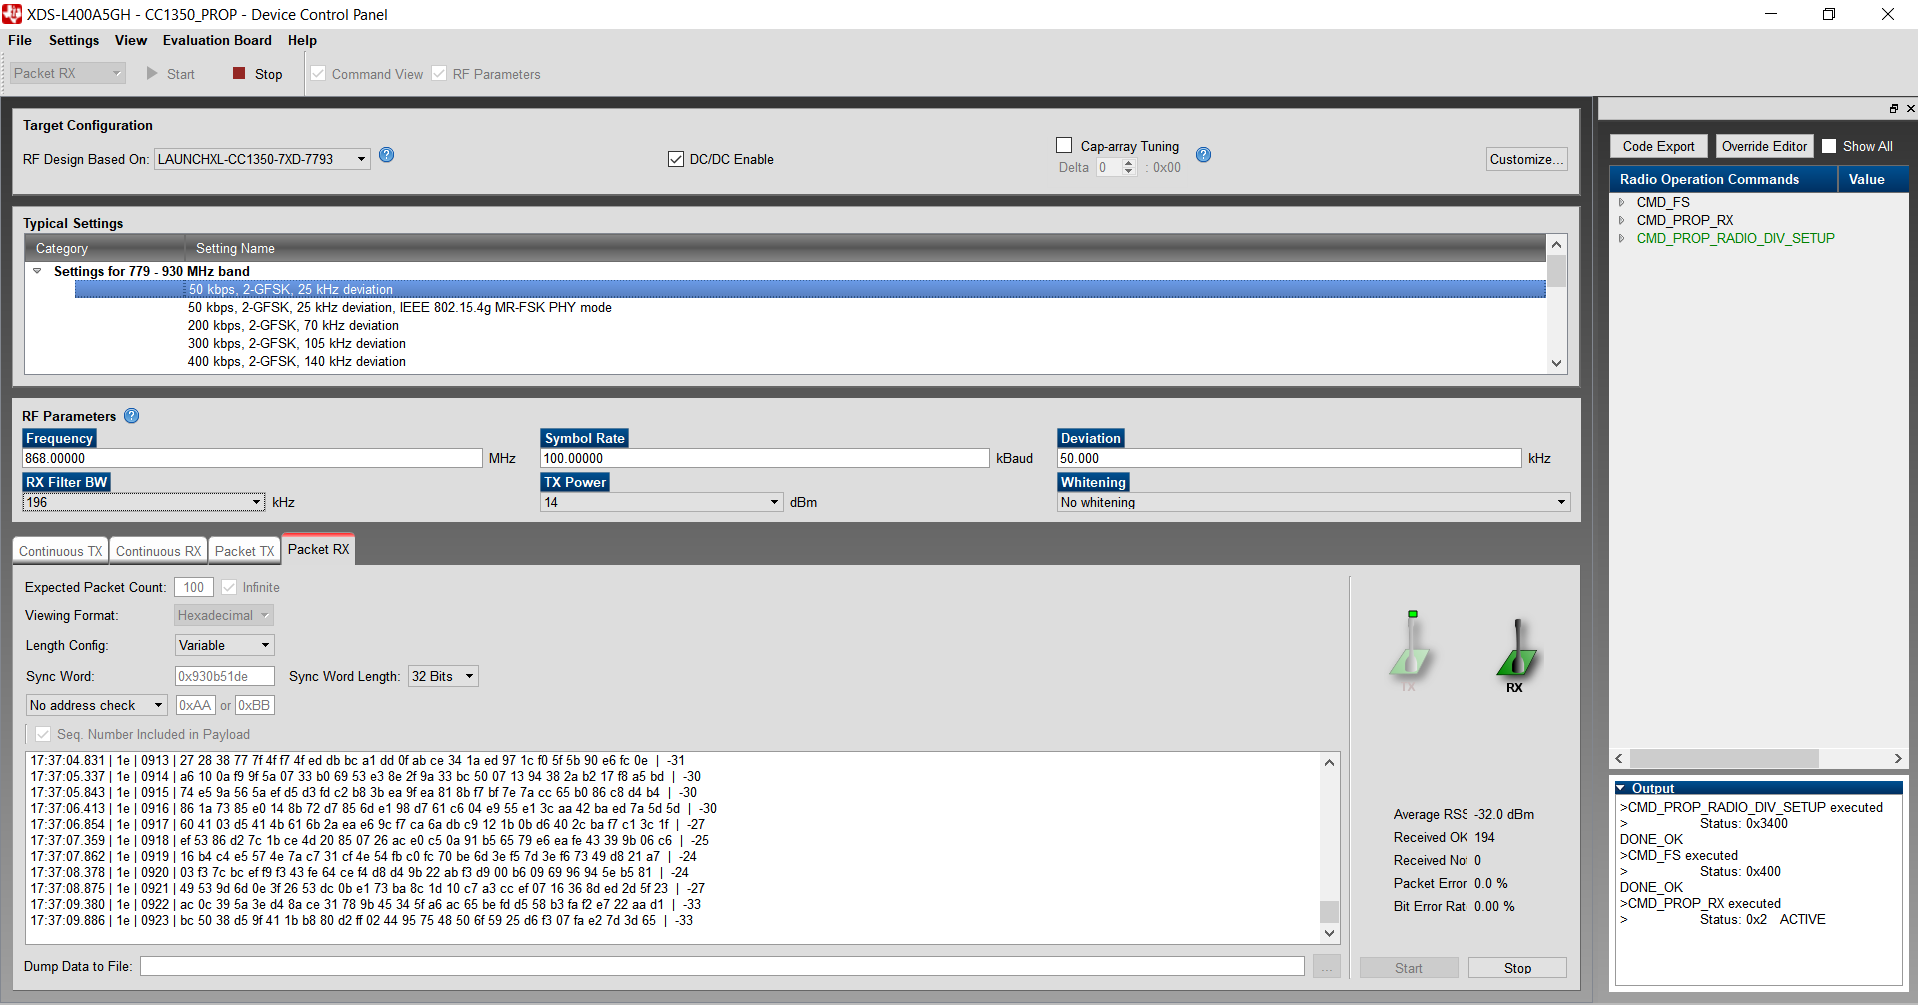 XDS-L400A5GH - CC1350_PROP - Device Control Panel
File Settings View Evaluation Board Help
Packet RX Start Stop Command View RF Parameters
Target Configuration
RF Design Based On: LAUNCHXL-CC1350-7XD-7793
DC/DC Enable
Cap-array Tuning
Delta 0 : 0x00
Customize...
Typical Settings
Category Setting Name
Settings for 779 - 930 MHz band
50 kbps, 2-GFSK, 25 kHz deviation
50 kbps, 2-GFSK, 25 kHz deviation, IEEE 802.15.4g MR-FSK PHY mode
200 kbps, 2-GFSK, 70 kHz deviation
300 kbps, 2-GFSK, 105 kHz deviation
400 kbps, 2-GFSK, 140 kHz deviation
RF Parameters
Frequency Symbol Rate Deviation
868.00000 MHz 100.00000 kBaud 50.000 kHz
RX Filter BW TX Power Whitening
196 kHz 14 dBm No whitening
Continuous TX Continuous RX Packet TX Packet RX
Expected Packet Count: 100 Infinite
Viewing Format: Hexadecimal
Length Config: Variable
Sync Word: 0x930b51de Sync Word Length: 32 Bits
No address check 0xAA or 0xBB
Seq. Number Included in Payload
17:37:04.831 | 1e | 0913 | 27 28 38 77 7f 4f f7 4f ed db bc a1 dd 0f ab ce 34 1a ed 97 1c f0 5f 5b 90 e6 fc 0e | -31
17:37:05.337 | 1e | 0914 | a6 10 0a f9 9f 5a 07 33 b0 69 53 e3 8e 2f 9a 33 bc 50 07 13 94 38 2a b2 17 f8 a5 bd | -30
17:37:05.843 | 1e | 0915 | 74 e5 9a 56 5a ef d5 d3 fd c2 b8 3b ea 9f ea 81 8b f7 bf 7e 7a cc 65 b0 86 c8 d4 b4 | -30
17:37:06.413 | 1e | 0916 | 86 1a 73 85 e0 14 8b 72 d7 85 6d e1 98 d7 61 c6 04 e9 55 e1 3c aa 42 ba ed 7a 5d 5d | -30
17:37:06.854 | 1e | 0917 | 60 41 03 d5 41 4b 61 6b 2a ea e6 9c f7 ca 6a db c9 12 1b 0b d6 40 2c ba f7 c1 3c 1f | -27
17:37:07.359 | 1e | 0918 | ef 53 86 d2 7c 1b ce 4d 20 85 07 26 ac e0 c5 0a 91 b5 65 79 e6 ea fe 43 39 9b 06 c6 | -25
17:37:07.862 | 1e | 0919 | 16 b4 c4 e5 57 4e 7a c7 31 cf 4e 54 fb c0 fc 70 be 6d 3e f5 7d 3e f6 73 49 d8 21 a7 | -24
17:37:08.378 | 1e | 0920 | 03 f3 7c bc ef f9 f3 43 fe 64 ce f4 d8 d4 9b 22 ab f3 d9 00 b6 09 69 96 94 5e b5 81 | -24
17:37:08.875 | 1e | 0921 | 49 53 9d 6d 0e 3f 26 53 dc 0b e1 73 ba 8c 1d 10 c7 a3 cc ef 07 16 36 8d ed 2d 5f 23 | -27
17:37:09.380 | 1e | 0922 | ac 0c 39 5a 3e d4 8a ce 31 78 9b 45 34 5f a6 ac 65 be fd d5 58 b3 fa f2 e7 22 aa d1 | -33
17:37:09.886 | 1e | 0923 | bc 50 38 d5 9f 41 1b b8 80 d2 ff 02 44 95 75 48 50 6f 59 25 d6 f3 07 fa e2 7d 3d 65 | -33
Dump Data to File: ...
TX RX
Average RSS -32.0 dBm
Received OK 194
Received No 0
Packet Error 0.0 %
Bit Error Rat 0.00 %
Start Stop
Code Export Override Editor Show All
Radio Operation Commands Value
CMD_FS
CMD_PROP_RX
CMD_PROP_RADIO_DIV_SETUP
Output
>CMD_PROP_RADIO_DIV_SETUP executed
> Status: 0x3400
DONE_OK
>CMD_FS executed
> Status: 0x400
DONE_OK
>CMD_PROP_RX executed
> Status: 0x2 ACTIVE